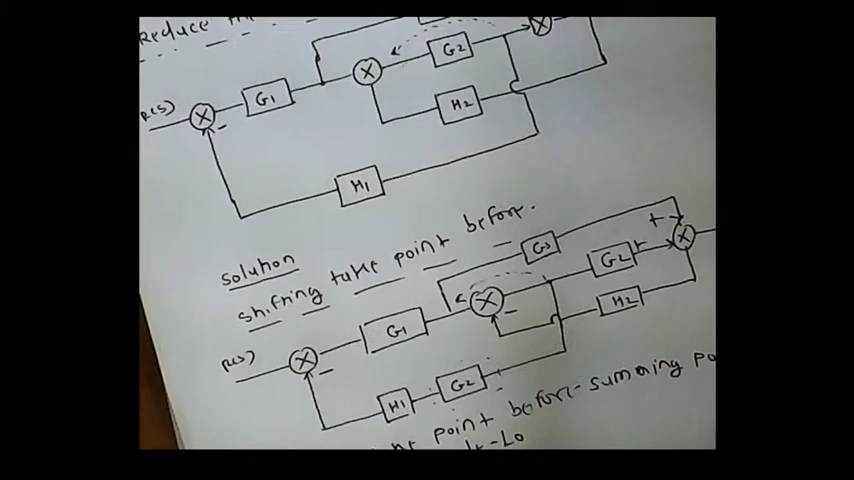 Reduce
G2
G1
R(s)
-
H2
H1
solution
shifting take point before.
G3
+
G2
+
-
H2
G1
R(s)
-
H1
G2
point before summing po